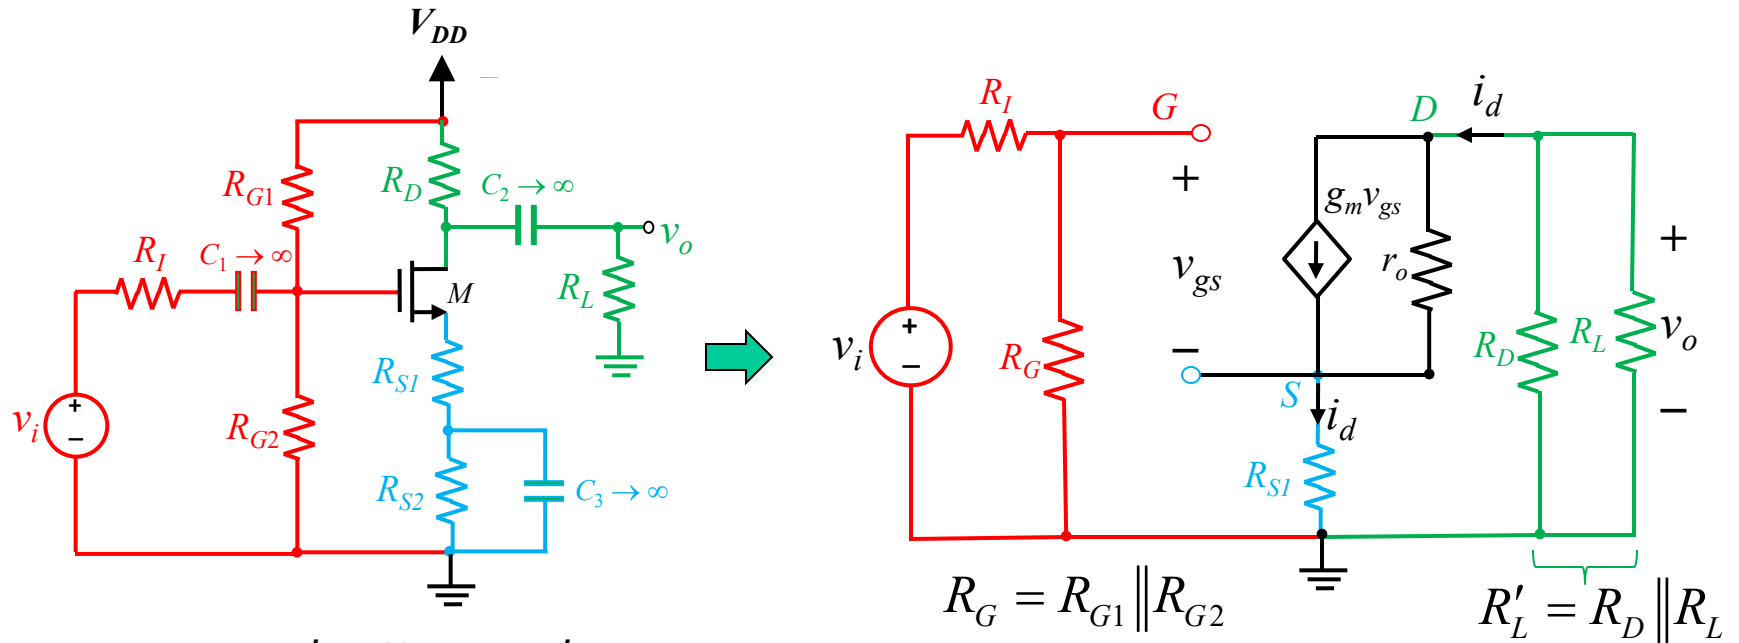 V_DD
R_G1
R_D
C_2 → ∞
v_o
R_I
C_1 → ∞
M
R_L
R_S1
v_i
+
−
R_G2
R_S2
C_3 → ∞
R_I
G
D
i_d
+
g_m v_gs
v_gs
r_o
+
v_i
+
−
R_G
−
R_D
R_L
v_o
S
i_d
−
R_S1
R_G = R_G1 ∥ R_G2
R′_L = R_D ∥ R_L